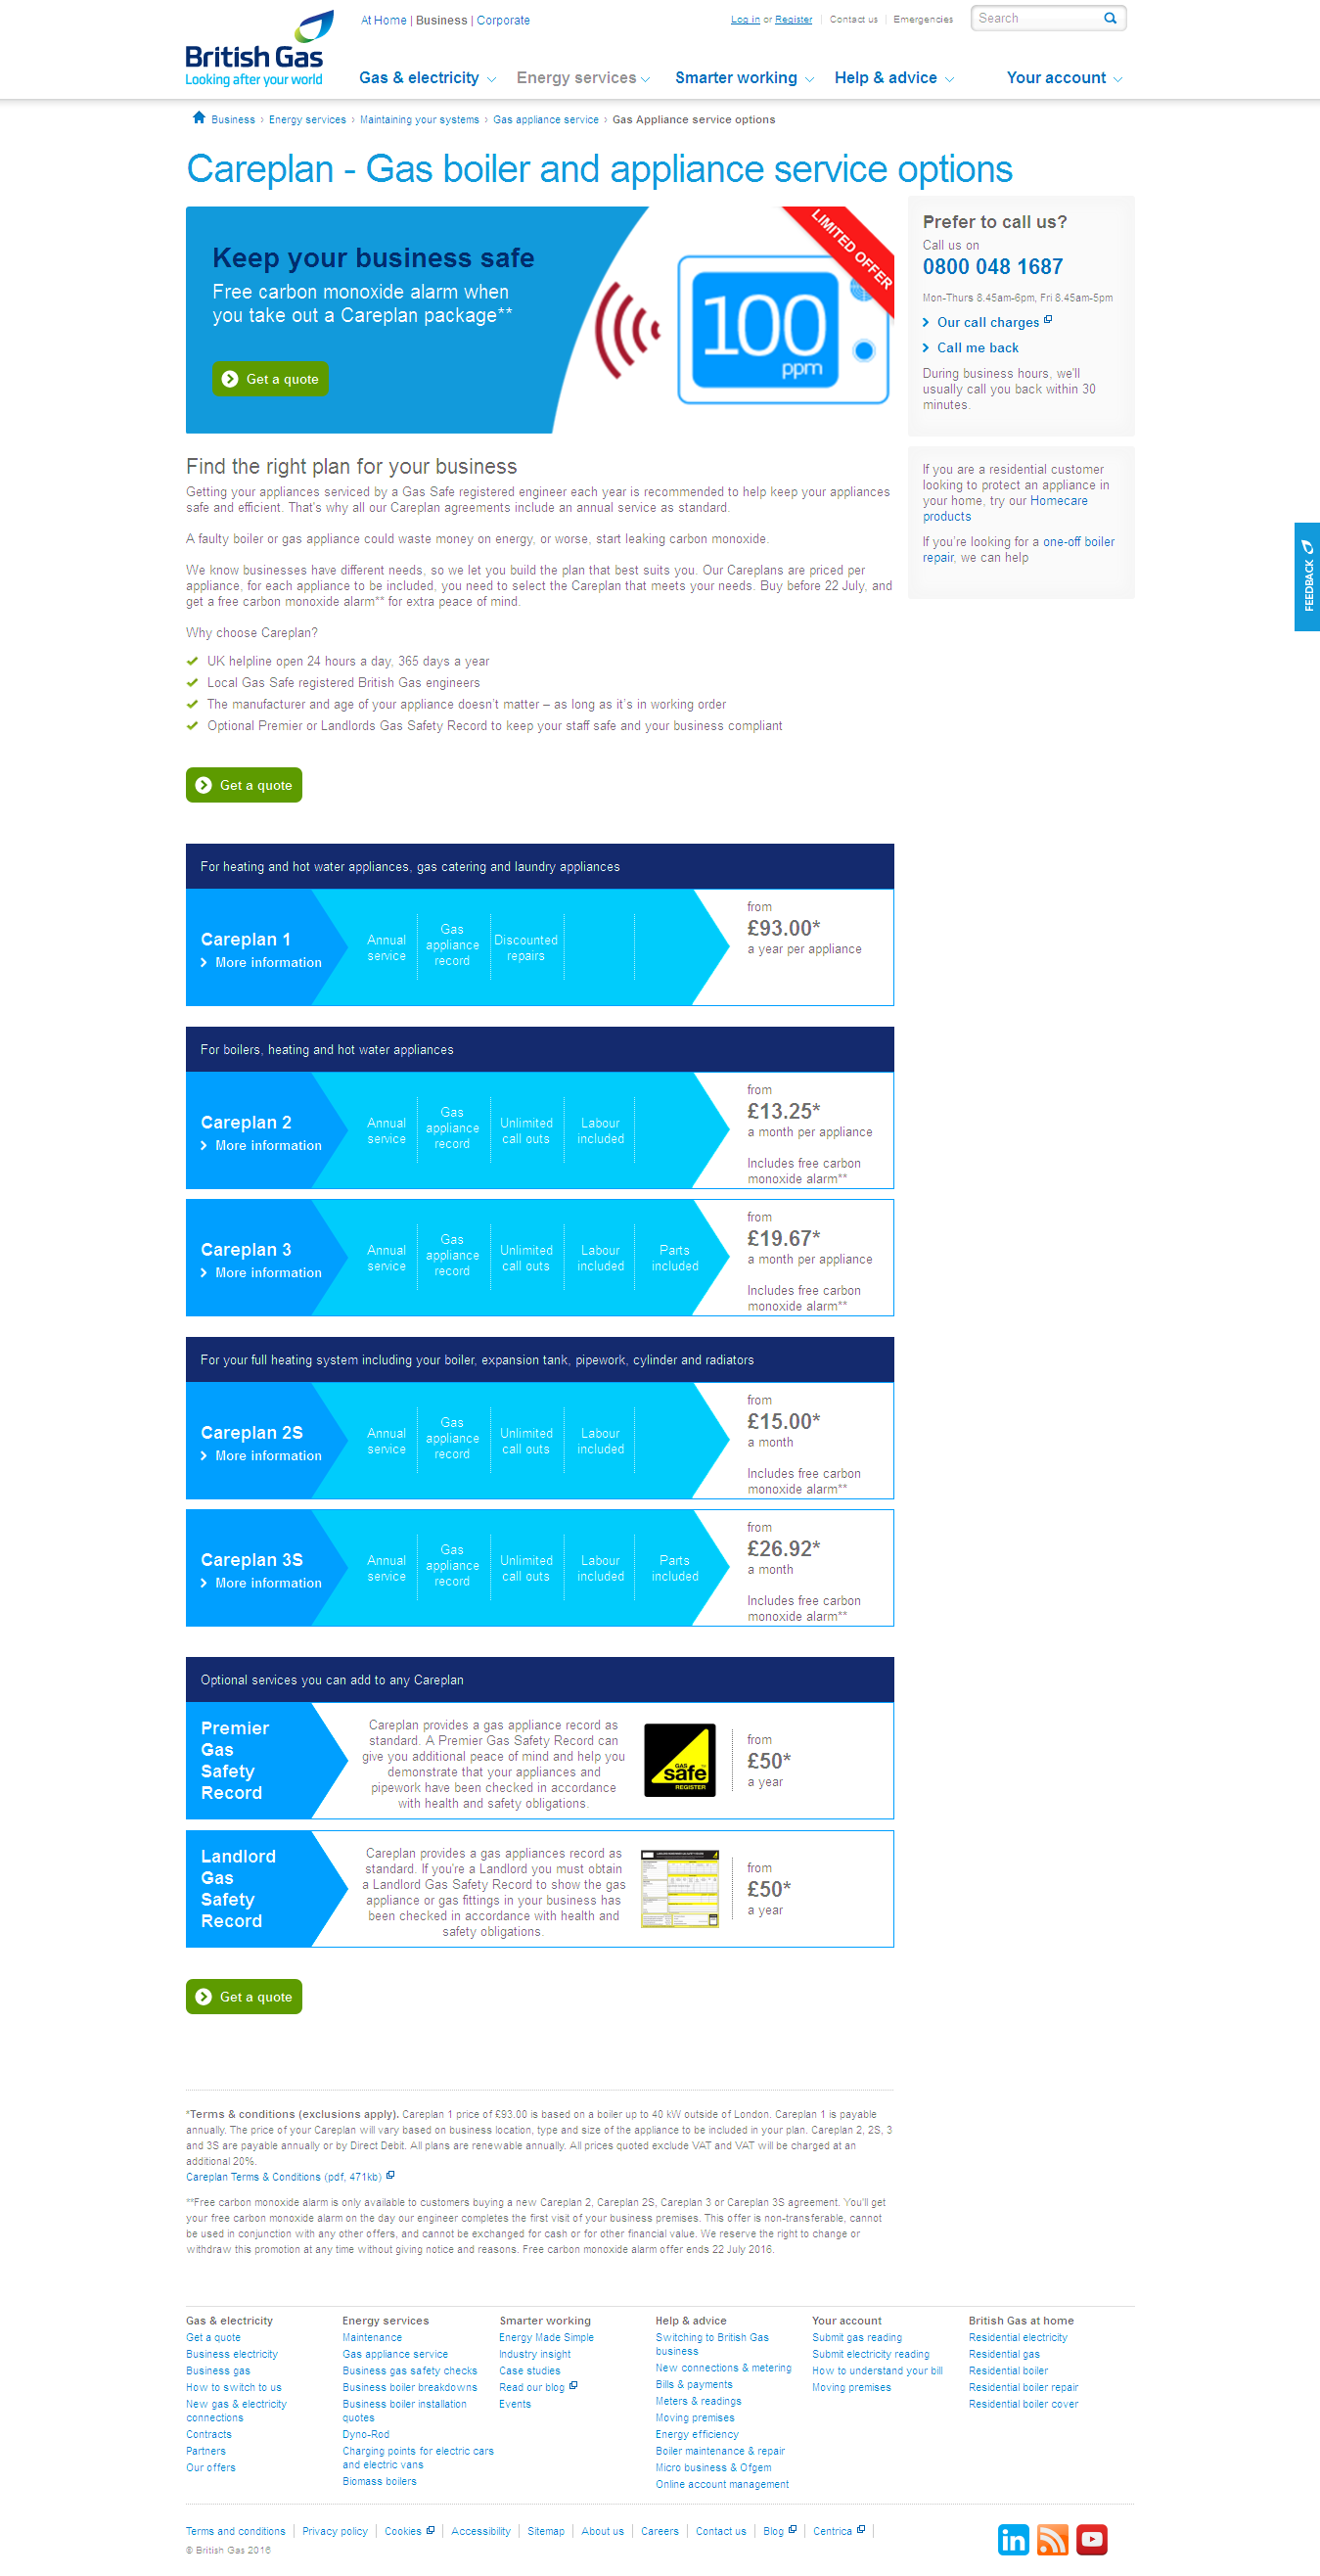 British Gas
Looking after your world
At Home | Business | Corporate
Log in or Register
Contact us
Emergencies
Search
Gas & electricity
Energy services
Smarter working
Help & advice
Your account
Business › Energy services › Maintaining your systems › Gas appliance service › Gas Appliance service options
Careplan - Gas boiler and appliance service options
Keep your business safe
Free carbon monoxide alarm when
you take out a Careplan package**
Get a quote
100
ppm
LIMITED OFFER
Prefer to call us?
Call us on
0800 048 1687
Mon-Thurs 8.45am-6pm, Fri 8.45am-5pm
Our call charges
Call me back
During business hours, we'll
usually call you back within 30
minutes.
If you are a residential customer
looking to protect an appliance in
your home, try our Homecare
products
If you're looking for a one-off boiler
repair, we can help
FEEDBACK
Find the right plan for your business
Getting your appliances serviced by a Gas Safe registered engineer each year is recommended to help keep your appliances
safe and efficient. That's why all our Careplan agreements include an annual service as standard.
A faulty boiler or gas appliance could waste money on energy, or worse, start leaking carbon monoxide.
We know businesses have different needs, so we let you build the plan that best suits you. Our Careplans are priced per
appliance, for each appliance to be included, you need to select the Careplan that meets your needs. Buy before 22 July, and
get a free carbon monoxide alarm** for extra peace of mind.
Why choose Careplan?
UK helpline open 24 hours a day, 365 days a year
Local Gas Safe registered British Gas engineers
The manufacturer and age of your appliance doesn't matter – as long as it's in working order
Optional Premier or Landlords Gas Safety Record to keep your staff safe and your business compliant
Get a quote
For heating and hot water appliances, gas catering and laundry appliances
Careplan 1
More information
Annual
service
Gas
appliance
record
Discounted
repairs
from
£93.00*
a year per appliance
For boilers, heating and hot water appliances
Careplan 2
More information
Annual
service
Gas
appliance
record
Unlimited
call outs
Labour
included
from
£13.25*
a month per appliance
Includes free carbon
monoxide alarm**
Careplan 3
More information
Annual
service
Gas
appliance
record
Unlimited
call outs
Labour
included
Parts
included
from
£19.67*
a month per appliance
Includes free carbon
monoxide alarm**
For your full heating system including your boiler, expansion tank, pipework, cylinder and radiators
Careplan 2S
More information
Annual
service
Gas
appliance
record
Unlimited
call outs
Labour
included
from
£15.00*
a month
Includes free carbon
monoxide alarm**
Careplan 3S
More information
Annual
service
Gas
appliance
record
Unlimited
call outs
Labour
included
Parts
included
from
£26.92*
a month
Includes free carbon
monoxide alarm**
Optional services you can add to any Careplan
Premier
Gas
Safety
Record
Careplan provides a gas appliance record as
standard. A Premier Gas Safety Record can
give you additional peace of mind and help you
demonstrate that your appliances and
pipework have been checked in accordance
with health and safety obligations.
GAS
safe
REGISTER
from
£50*
a year
Landlord
Gas
Safety
Record
Careplan provides a gas appliances record as
standard. If you're a Landlord you must obtain
a Landlord Gas Safety Record to show the gas
appliance or gas fittings in your business has
been checked in accordance with health and
safety obligations.
from
£50*
a year
Get a quote
*Terms & conditions (exclusions apply). Careplan 1 price of £93.00 is based on a boiler up to 40 kW outside of London. Careplan 1 is payable
annually. The price of your Careplan will vary based on business location, type and size of the appliance to be included in your plan. Careplan 2, 2S, 3
and 3S are payable annually or by Direct Debit. All plans are renewable annually. All prices quoted exclude VAT and VAT will be charged at an
additional 20%.
Careplan Terms & Conditions (pdf, 471kb)
**Free carbon monoxide alarm is only available to customers buying a new Careplan 2, Careplan 2S, Careplan 3 or Careplan 3S agreement. You'll get
your free carbon monoxide alarm on the day our engineer completes the first visit of your business premises. This offer is non-transferable, cannot
be used in conjunction with any other offers, and cannot be exchanged for cash or for other financial value. We reserve the right to change or
withdraw this promotion at any time without giving notice and reasons. Free carbon monoxide alarm offer ends 22 July 2016.
Gas & electricity
Get a quote
Business electricity
Business gas
How to switch to us
New gas & electricity
connections
Contracts
Partners
Our offers
Energy services
Maintenance
Gas appliance service
Business gas safety checks
Business boiler breakdowns
Business boiler installation
quotes
Dyno-Rod
Charging points for electric cars
and electric vans
Biomass boilers
Smarter working
Energy Made Simple
Industry insight
Case studies
Read our blog
Events
Help & advice
Switching to British Gas
business
New connections & metering
Bills & payments
Meters & readings
Moving premises
Energy efficiency
Boiler maintenance & repair
Micro business & Ofgem
Online account management
Your account
Submit gas reading
Submit electricity reading
How to understand your bill
Moving premises
British Gas at home
Residential electricity
Residential gas
Residential boiler
Residential boiler repair
Residential boiler cover
Terms and conditions
Privacy policy
Cookies
Accessibility
Sitemap
About us
Careers
Contact us
Blog
Centrica
in
© British Gas 2016